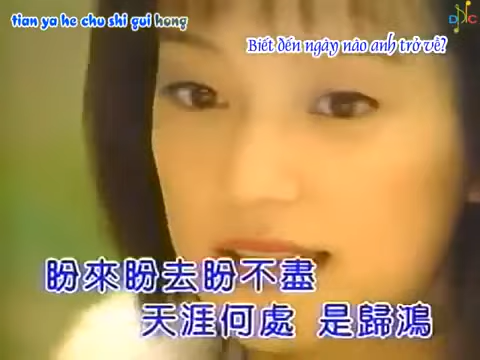 tian ya he chu shi gui hong
DNC
Biết đến ngày nào anh trở về?
盼來盼去盼不盡
天涯何處 是歸鴻